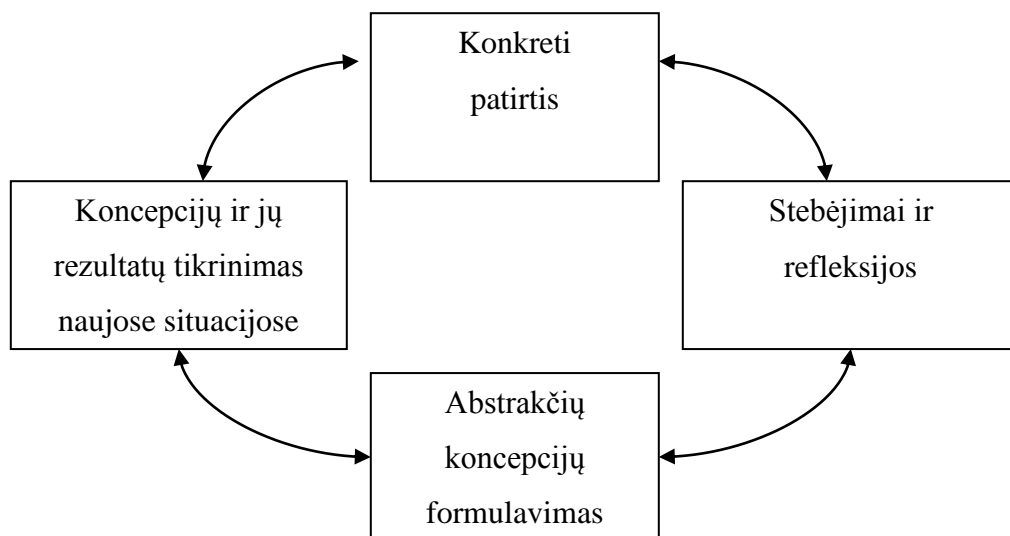 Konkreti
patirtis
Koncepcijų ir jų
rezultatų tikrinimas
naujose situacijose
Stebėjimai ir
refleksijos
Abstrakčių
koncepcijų
formulavimas